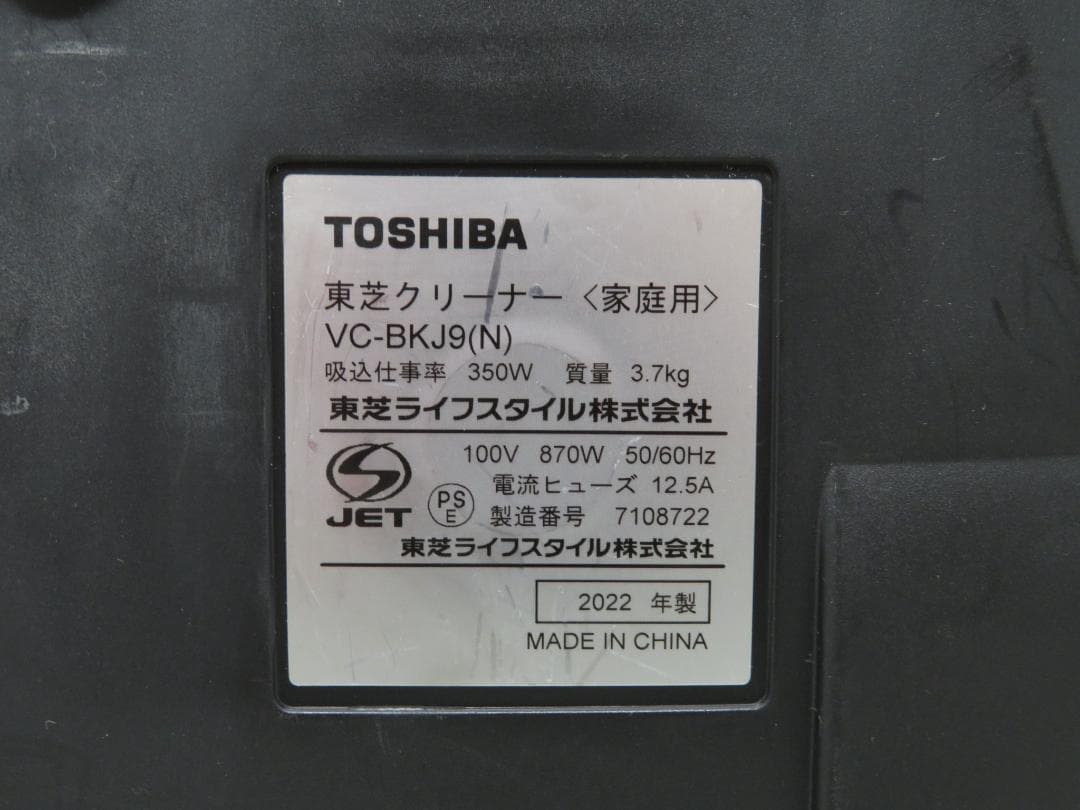 TOSHIBA
東芝クリーナー〈家庭用〉
VC-BKJ9(N)
吸込仕事率 350W 質量 3.7kg
東芝ライフスタイル株式会社
100V 870W 50/60Hz
電流ヒューズ 12.5A
JET
PS
E
製造番号 7108722
東芝ライフスタイル株式会社
2022 年製
MADE IN CHINA